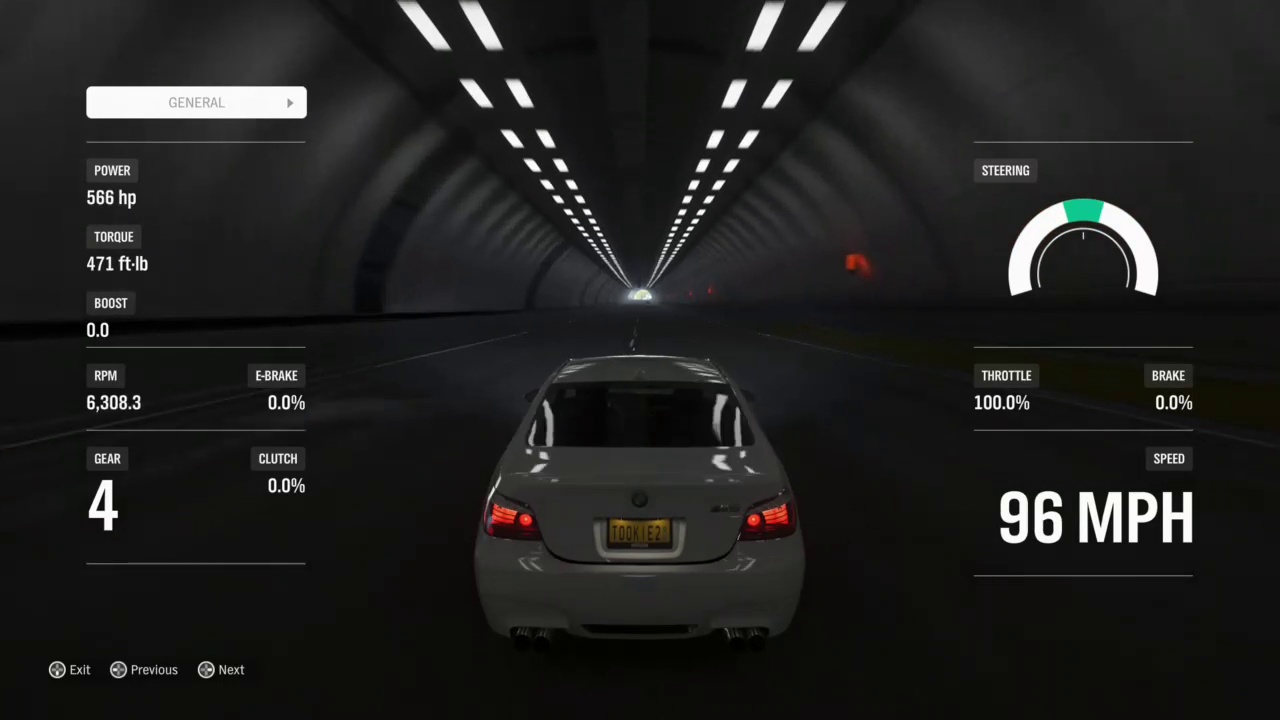 GENERAL
POWER
566 hp
TORQUE
471 ft·lb
BOOST
0.0
RPM
E-BRAKE
6,308.3
0.0%
GEAR
CLUTCH
4
0.0%
STEERING
THROTTLE
BRAKE
100.0%
0.0%
SPEED
96 MPH
TOOKIE2
Exit
Previous
Next